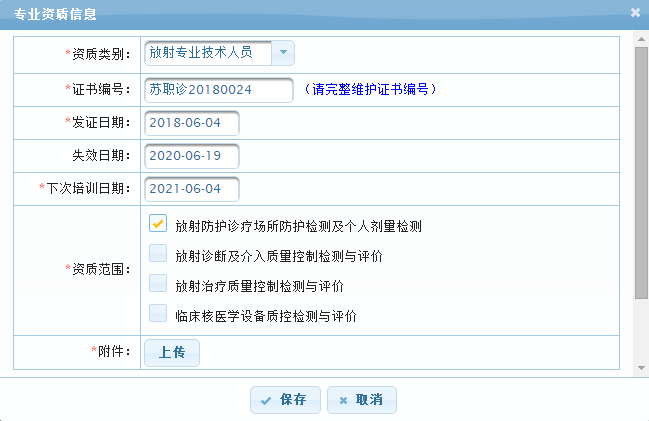 专业资质信息
*资质类别： 放射专业技术人员
*证书编号： 苏职诊20180024 （请完整维护证书编号）
*发证日期： 2018-06-04
失效日期： 2020-06-19
*下次培训日期： 2021-06-04
*资质范围：
放射防护诊疗场所防护检测及个人剂量检测
放射诊断及介入质量控制检测与评价
放射治疗质量控制检测与评价
临床核医学设备质控检测与评价
*附件： 上传
保存 取消